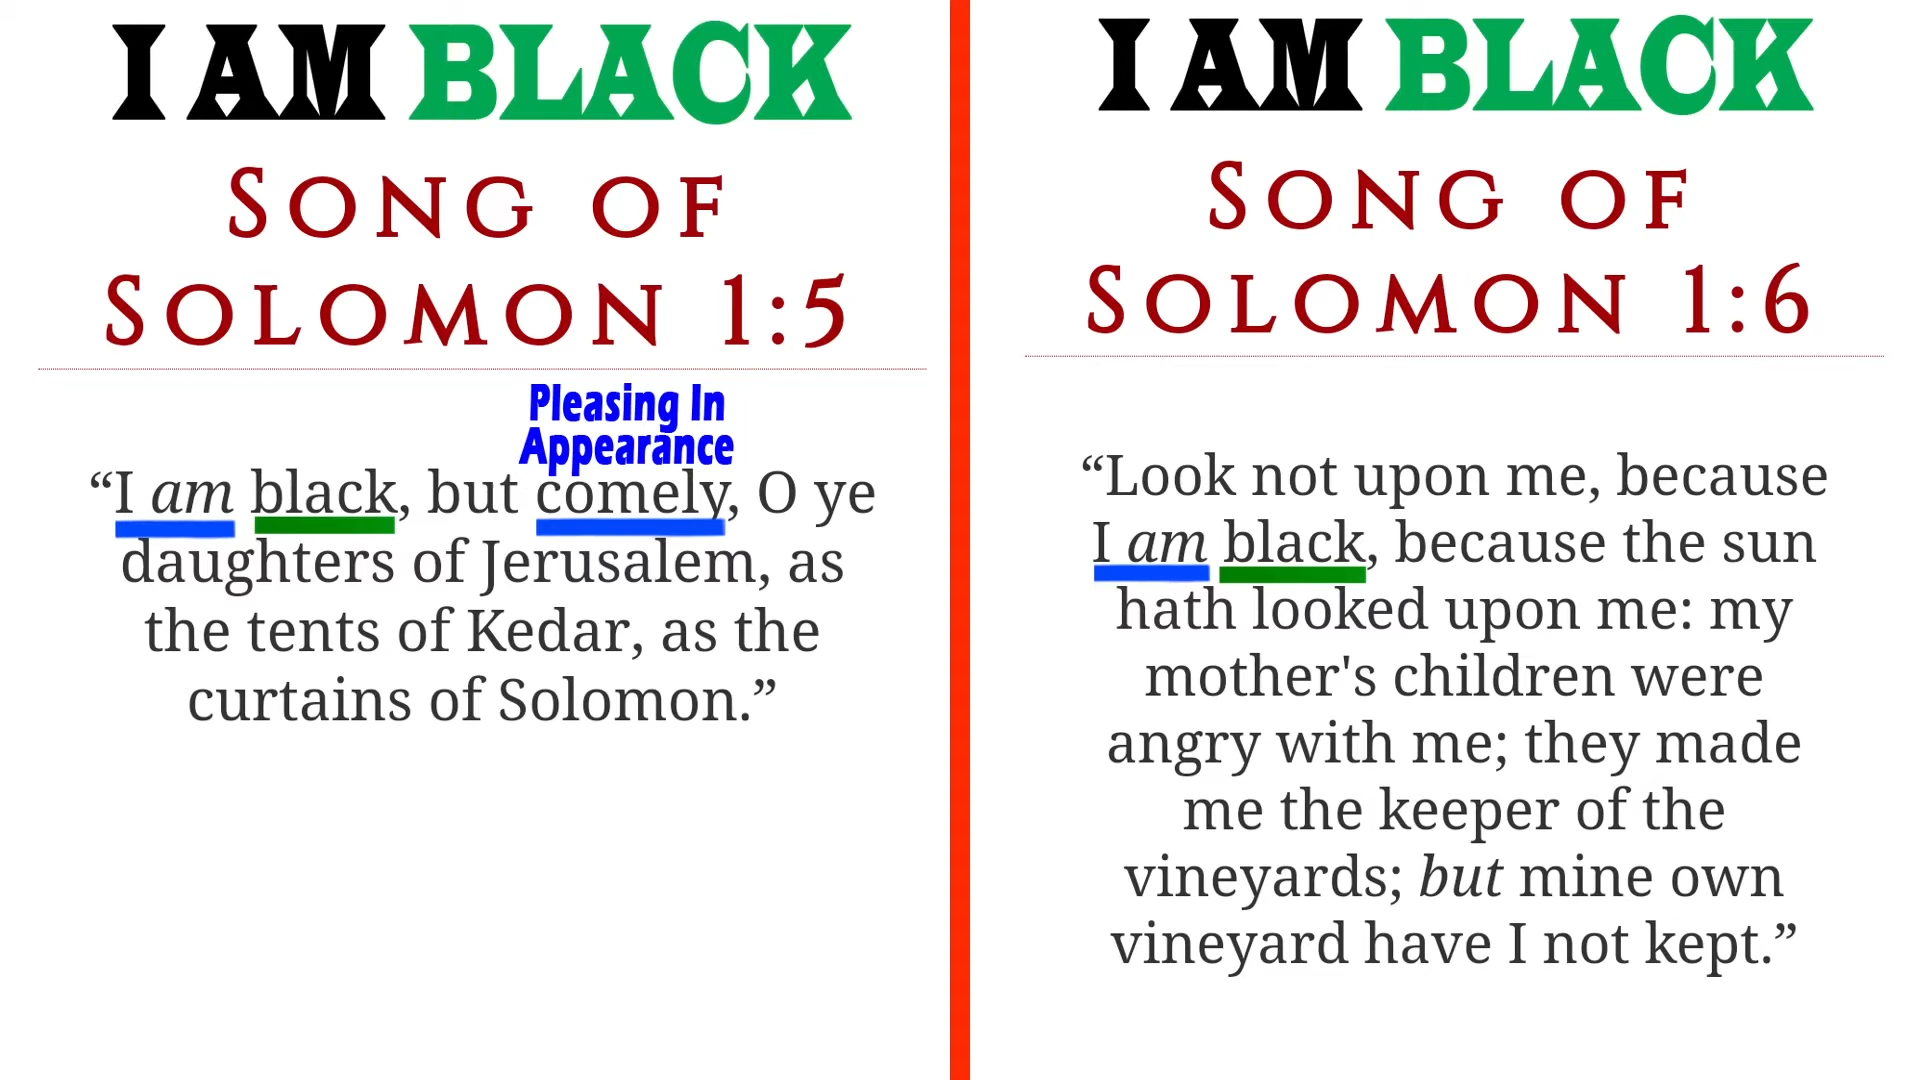 I AM BLACK
SONG OF
SOLOMON 1:5
Pleasing In
Appearance
“I am black, but comely, O ye
daughters of Jerusalem, as
the tents of Kedar, as the
curtains of Solomon.”
I AM BLACK
SONG OF
SOLOMON 1:6
“Look not upon me, because
I am black, because the sun
hath looked upon me: my
mother's children were
angry with me; they made
me the keeper of the
vineyards; but mine own
vineyard have I not kept.”